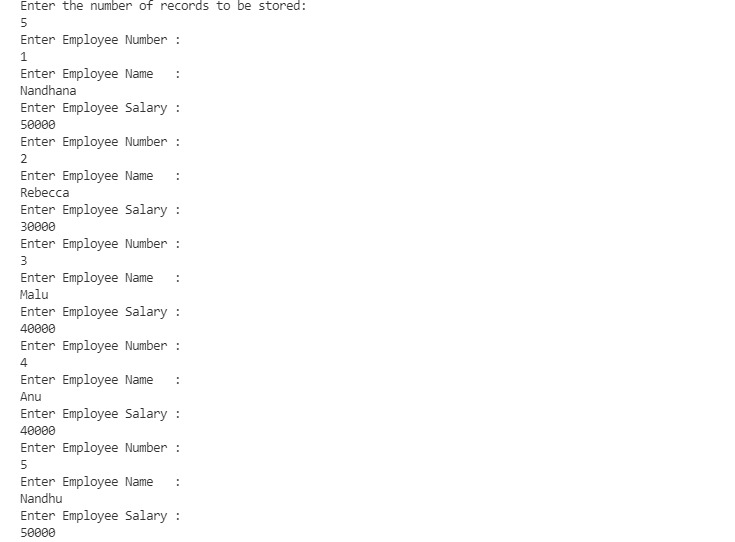 Enter the number of records to be stored:
5
Enter Employee Number :
1
Enter Employee Name   :
Nandhana
Enter Employee Salary :
50000
Enter Employee Number :
2
Enter Employee Name   :
Rebecca
Enter Employee Salary :
30000
Enter Employee Number :
3
Enter Employee Name   :
Malu
Enter Employee Salary :
40000
Enter Employee Number :
4
Enter Employee Name   :
Anu
Enter Employee Salary :
40000
Enter Employee Number :
5
Enter Employee Name   :
Nandhu
Enter Employee Salary :
50000